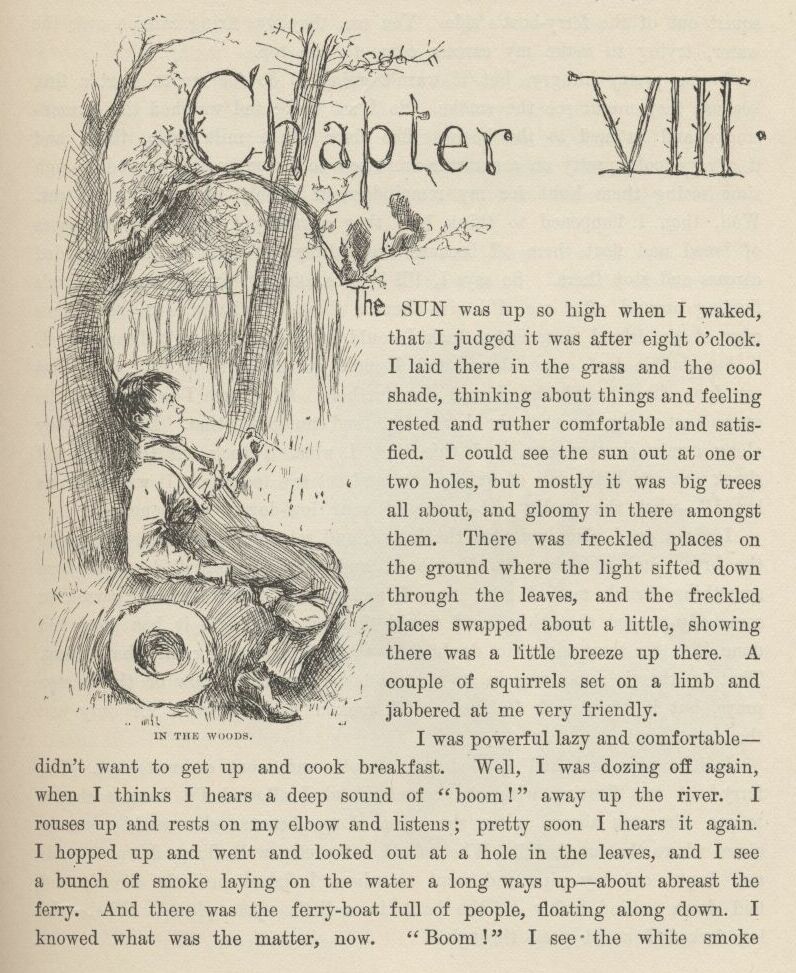 Chapter VIII.
The SUN was up so high when I waked,
that I judged it was after eight o'clock.
I laid there in the grass and the cool
shade, thinking about things and feeling
rested and ruther comfortable and satis-
fied. I could see the sun out at one or
two holes, but mostly it was big trees
all about, and gloomy in there amongst
them. There was freckled places on
the ground where the light sifted down
through the leaves, and the freckled
places swapped about a little, showing
there was a little breeze up there. A
couple of squirrels set on a limb and
jabbered at me very friendly.
Kemble
IN THE WOODS.
I was powerful lazy and comfortable—
didn't want to get up and cook breakfast. Well, I was dozing off again,
when I thinks I hears a deep sound of "boom!" away up the river. I
rouses up and rests on my elbow and listens; pretty soon I hears it again.
I hopped up and went and looked out at a hole in the leaves, and I see
a bunch of smoke laying on the water a long ways up—about abreast the
ferry. And there was the ferry-boat full of people, floating along down. I
knowed what was the matter, now. "Boom!" I see the white smoke